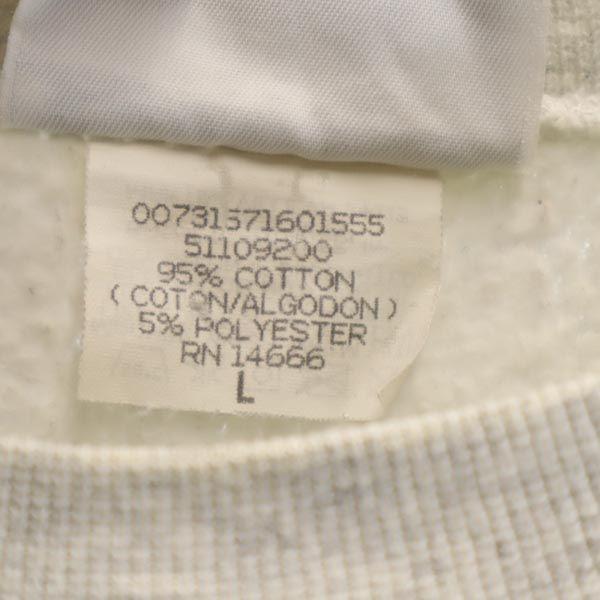 00731571601555
51109200
95% COTTON
(COTON/ALGODON)
5% POLYESTER
RN 14666
L